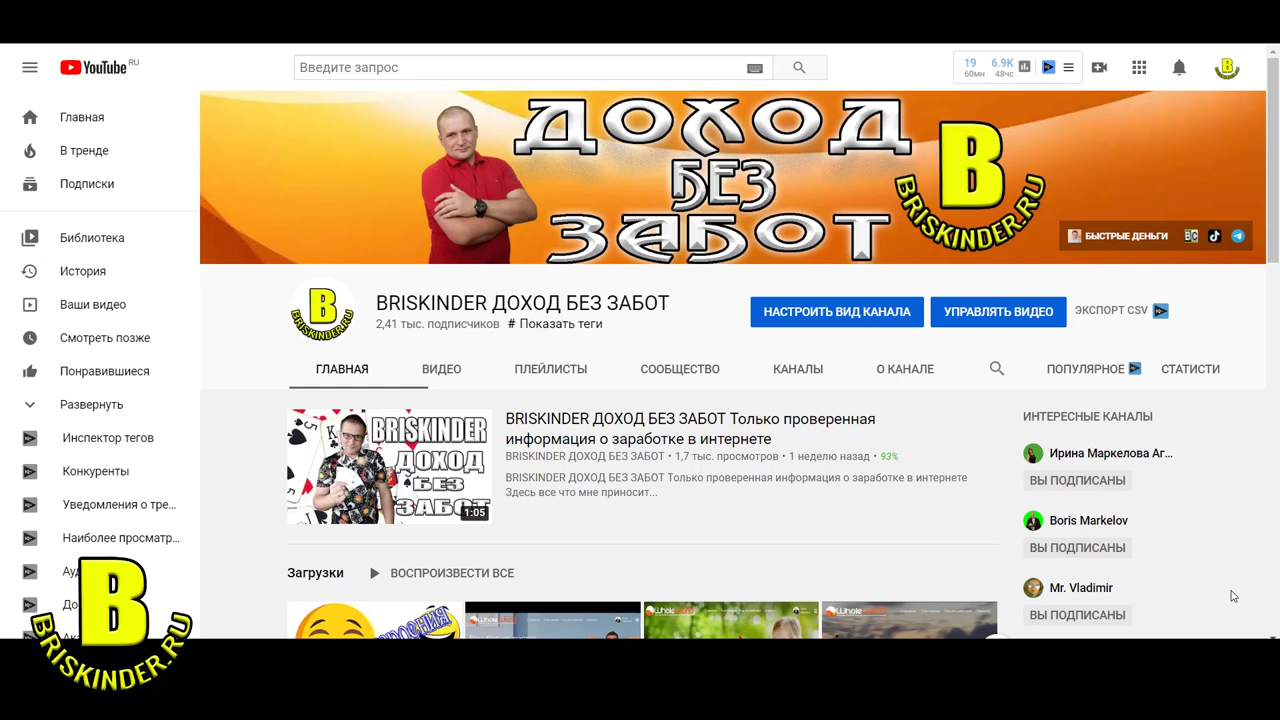 YouTube RU
Введите запрос
19 6.9K
60мн 48чс
Главная
В тренде
Подписки
Библиотека
История
Ваши видео
Смотреть позже
Понравившиеся
Развернуть
Инспектор тегов
Конкуренты
Уведомления о тре...
Наиболее просматр...
ДОХОД
БЕЗ
ЗАБОТ
B
BRISKINDER.RU
БЫСТРЫЕ ДЕНЬГИ
B
BRISKINDER.RU
BRISKINDER ДОХОД БЕЗ ЗАБОТ
2,41 тыс. подписчиков # Показать теги
НАСТРОИТЬ ВИД КАНАЛА
УПРАВЛЯТЬ ВИДЕО
ЭКСПОРТ CSV
ГЛАВНАЯ
ВИДЕО
ПЛЕЙЛИСТЫ
СООБЩЕСТВО
КАНАЛЫ
О КАНАЛЕ
ПОПУЛЯРНОЕ
СТАТИСТИ
BRISKINDER
ДОХОД
БЕЗ
ЗАБОТ
1:05
BRISKINDER ДОХОД БЕЗ ЗАБОТ Только проверенная
информация о заработке в интернете
BRISKINDER ДОХОД БЕЗ ЗАБОТ • 1,7 тыс. просмотров • 1 неделю назад • 93%
BRISKINDER ДОХОД БЕЗ ЗАБОТ Только проверенная информация о заработке в интернете
Здесь все что мне приносит...
ИНТЕРЕСНЫЕ КАНАЛЫ
Ирина Маркелова Аг...
ВЫ ПОДПИСАНЫ
Boris Markelov
ВЫ ПОДПИСАНЫ
Mr. Vladimir
ВЫ ПОДПИСАНЫ
Загрузки
ВОСПРОИЗВЕСТИ ВСЕ
B
BRISKINDER.RU